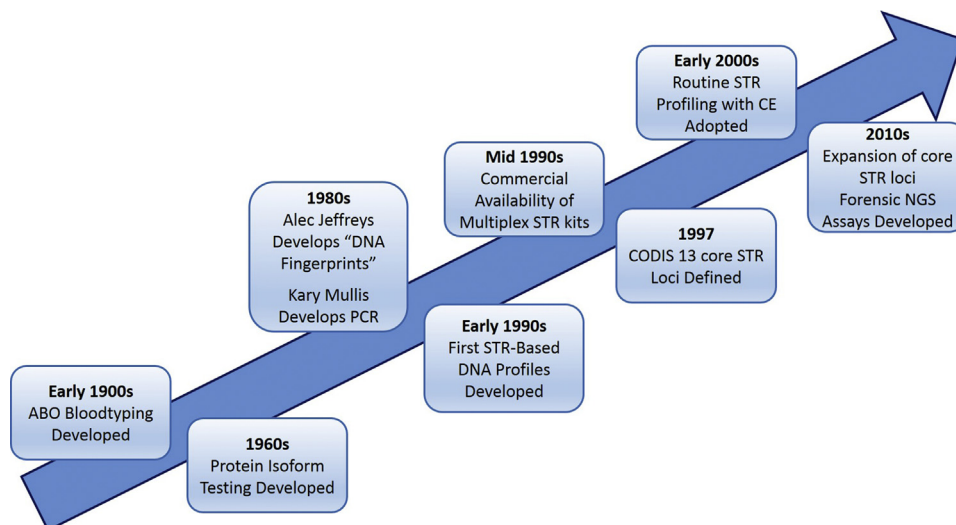 Early 1900s
ABO Bloodtyping
Developed
1960s
Protein Isoform
Testing Developed
1980s
Alec Jeffreys
Develops “DNA
Fingerprints”
Kary Mullis
Develops PCR
Early 1990s
First STR-Based
DNA Profiles
Developed
Mid 1990s
Commercial
Availability of
Multiplex STR kits
1997
CODIS 13 core STR
Loci Defined
Early 2000s
Routine STR
Profiling with CE
Adopted
2010s
Expansion of core
STR loci
Forensic NGS
Assays Developed